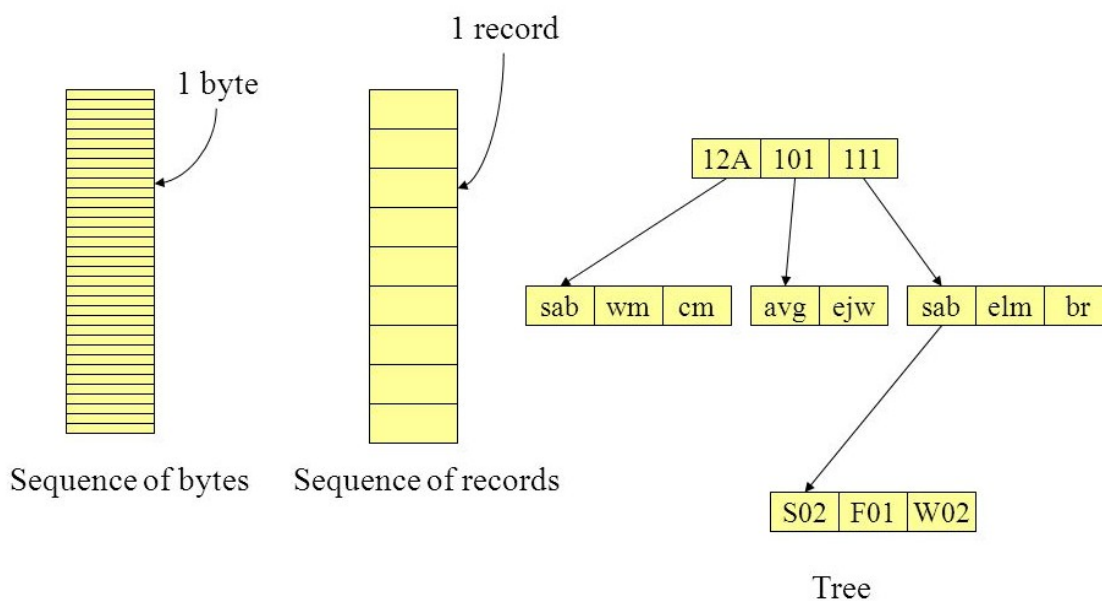 1 record
1 byte
12A 101 111
sab wm cm avg ejw sab elm br
Sequence of bytes Sequence of records
S02 F01 W02
Tree